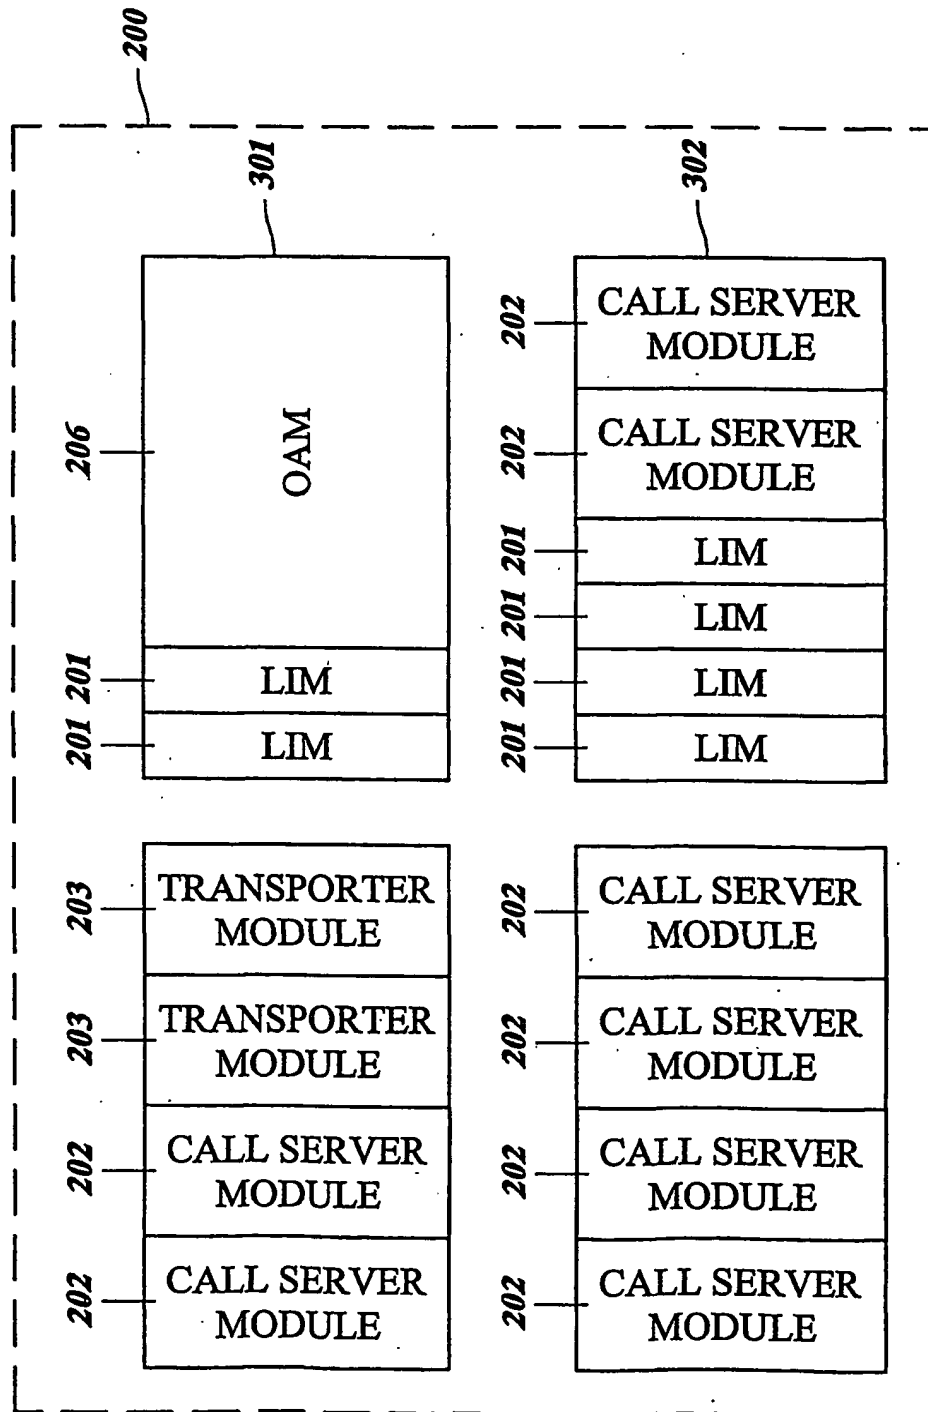 200
301
206
OAM
201
LIM
201
LIM
203
TRANSPORTER
MODULE
203
TRANSPORTER
MODULE
202
CALL SERVER
MODULE
202
CALL SERVER
MODULE
302
202
CALL SERVER
MODULE
202
CALL SERVER
MODULE
201
LIM
201
LIM
201
LIM
201
LIM
202
CALL SERVER
MODULE
202
CALL SERVER
MODULE
202
CALL SERVER
MODULE
202
CALL SERVER
MODULE